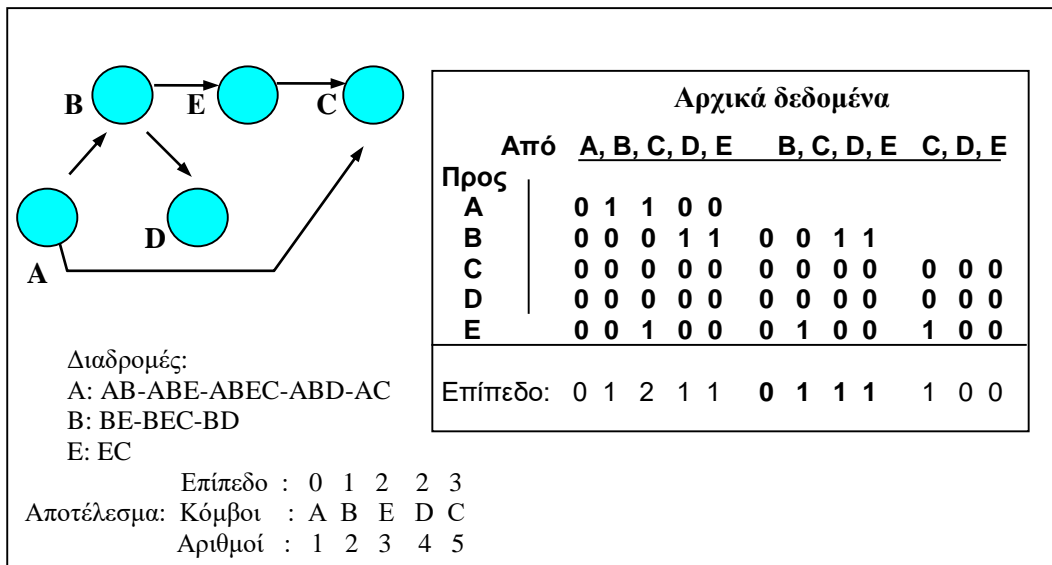 B E C
D
A
Αρχικά δεδομένα
Από A, B, C, D, E B, C, D, E C, D, E
Προς
A 0 1 1 0 0
B 0 0 0 1 1 0 0 1 1
C 0 0 0 0 0 0 0 0 0 0 0 0
D 0 0 0 0 0 0 0 0 0 0 0 0
E 0 0 1 0 0 0 1 0 0 1 0 0
Επίπεδο: 0 1 2 1 1 0 1 1 1 1 0 0
Διαδρομές:
A: AB-ABE-ABEC-ABD-AC
B: BE-BEC-BD
E: EC
Επίπεδο : 0 1 2 2 3
Αποτέλεσμα: Κόμβοι : A B E D C
Αριθμοί : 1 2 3 4 5